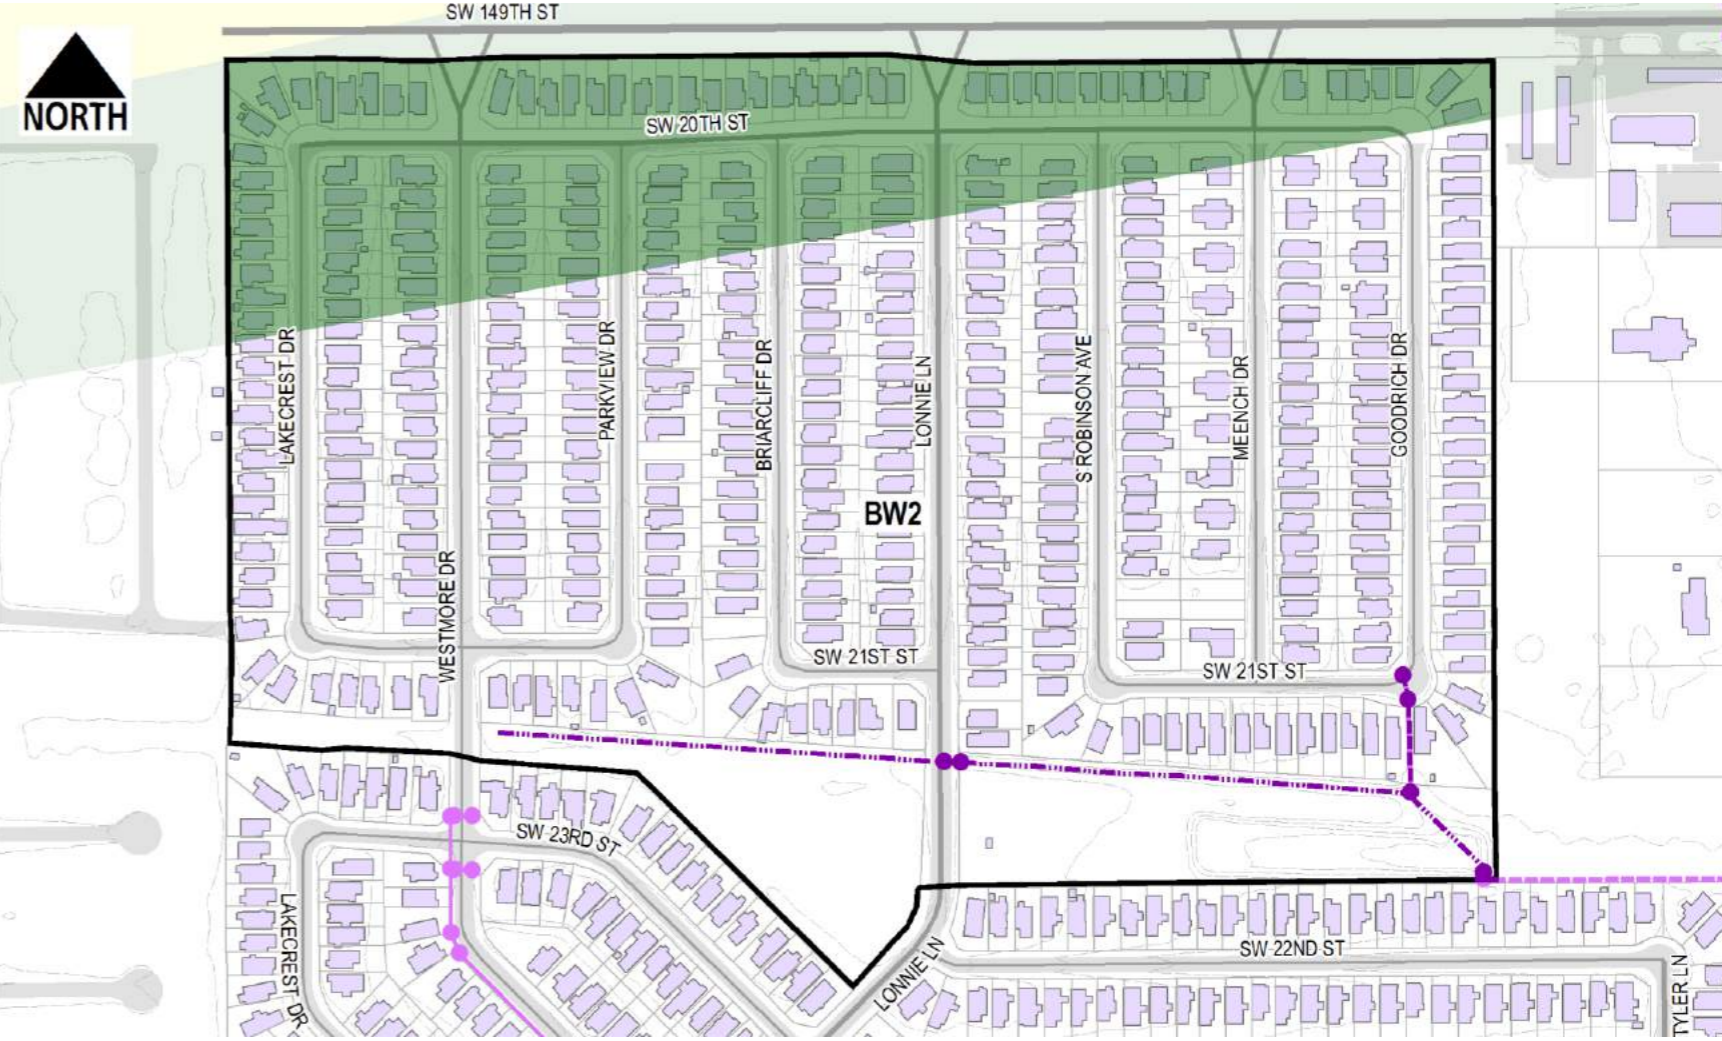 SW 149TH ST
NORTH
SW 20TH ST
LAKECREST DR
PARKVIEW DR
BRIARCLIFF DR
LONNIE LN
S ROBINSON AVE
MEENCH DR
GOODRICH DR
BW2
WESTMORE DR
SW 21ST ST
SW 21ST ST
SW 23RD ST
LAKECREST DR
LONNIE LN
SW 22ND ST
TYLER LN